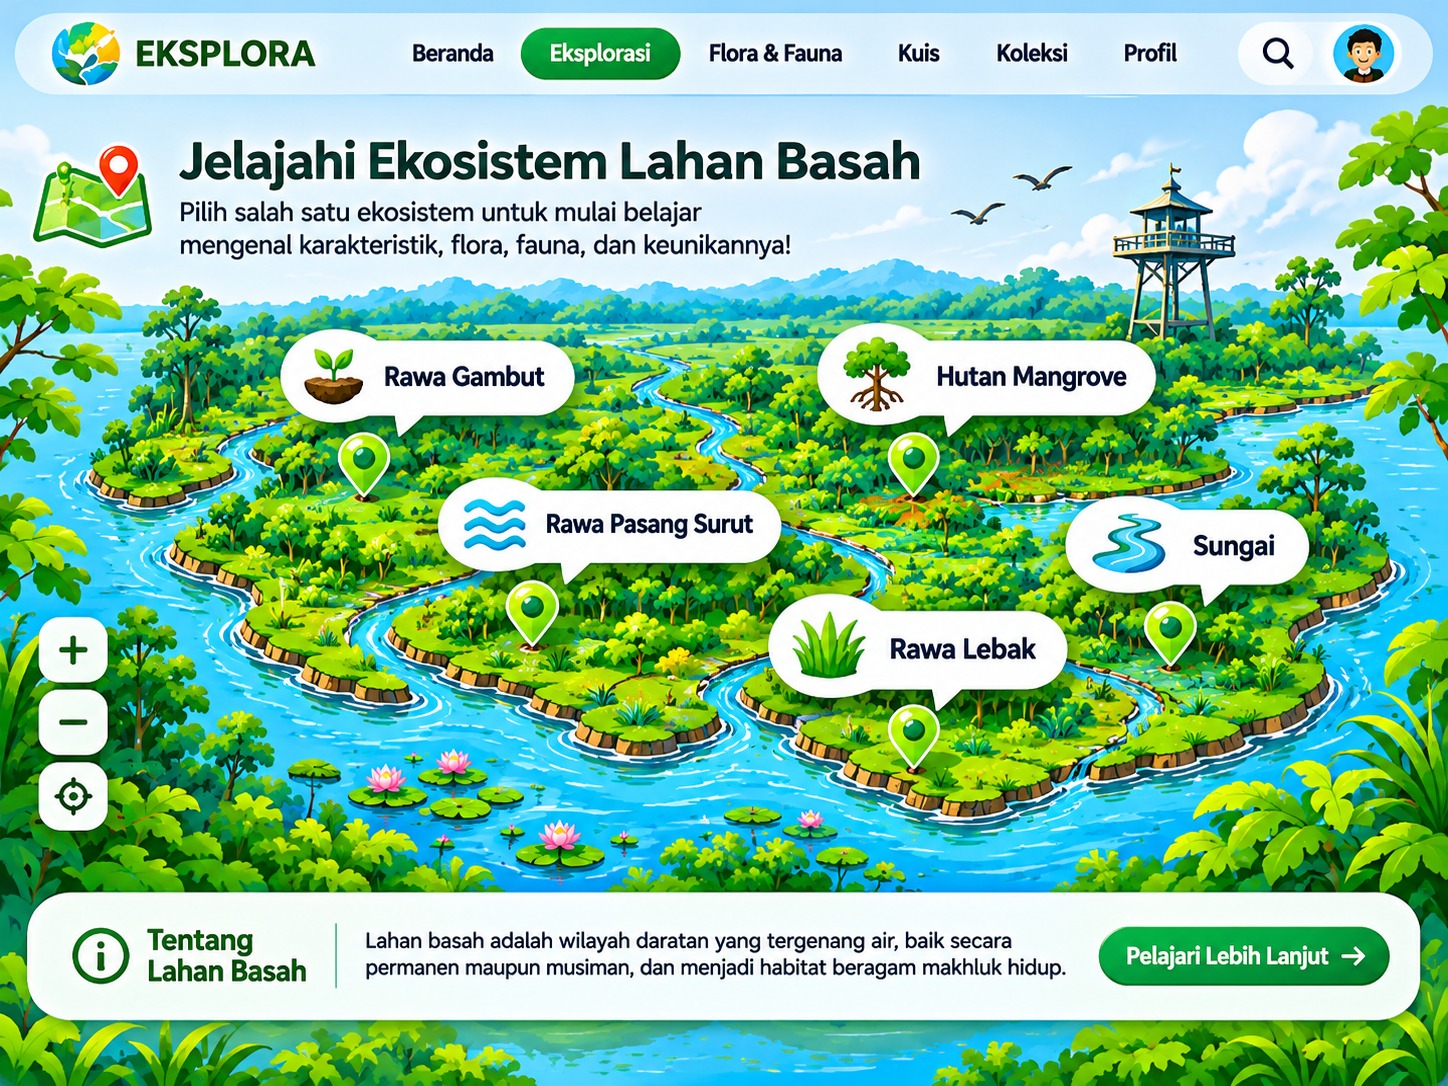 EKSPLORA
Beranda
Eksplorasi
Flora & Fauna
Kuis
Koleksi
Profil
Jelajahi Ekosistem Lahan Basah
Pilih salah satu ekosistem untuk mulai belajar
mengenal karakteristik, flora, fauna, dan keunikannya!
Rawa Gambut
Hutan Mangrove
Rawa Pasang Surut
Sungai
Rawa Lebak
Tentang
Lahan Basah
Lahan basah adalah wilayah daratan yang tergenang air, baik secara
permanen maupun musiman, dan menjadi habitat beragam makhluk hidup.
Pelajari Lebih Lanjut →